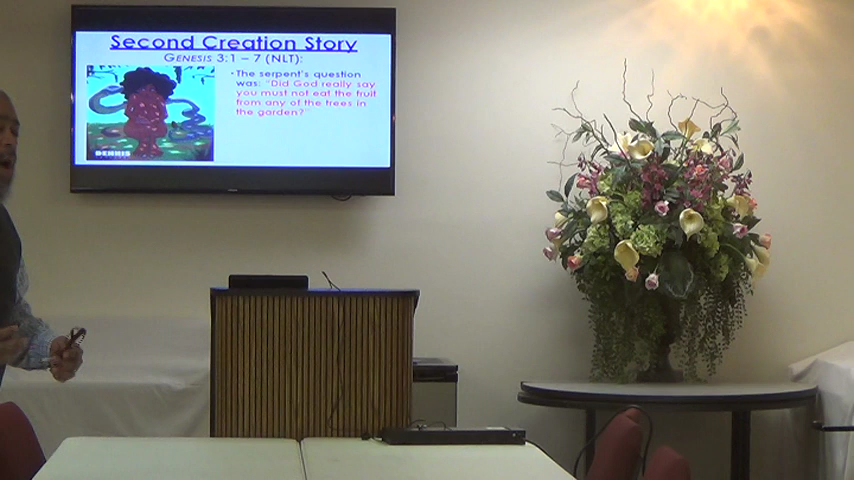 Second Creation Story
Genesis 3:1 – 7 (NLT):
• The serpent's question
was: "Did God really say
you must not eat the fruit
from any of the trees in
the garden?"
DENNIS